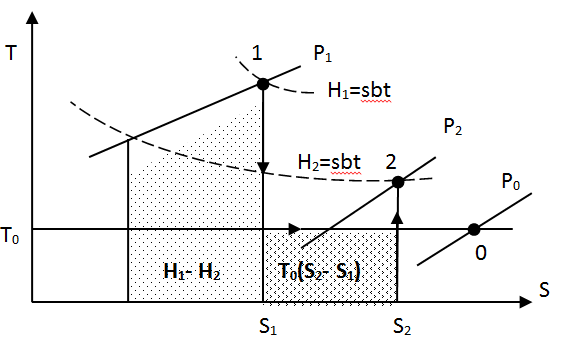 T
1
P₁
H₁=sbt
P₂
H₂=sbt
2
P₀
T₀
0
H₁- H₂
T₀(S₂- S₁)
S
S₁
S₂